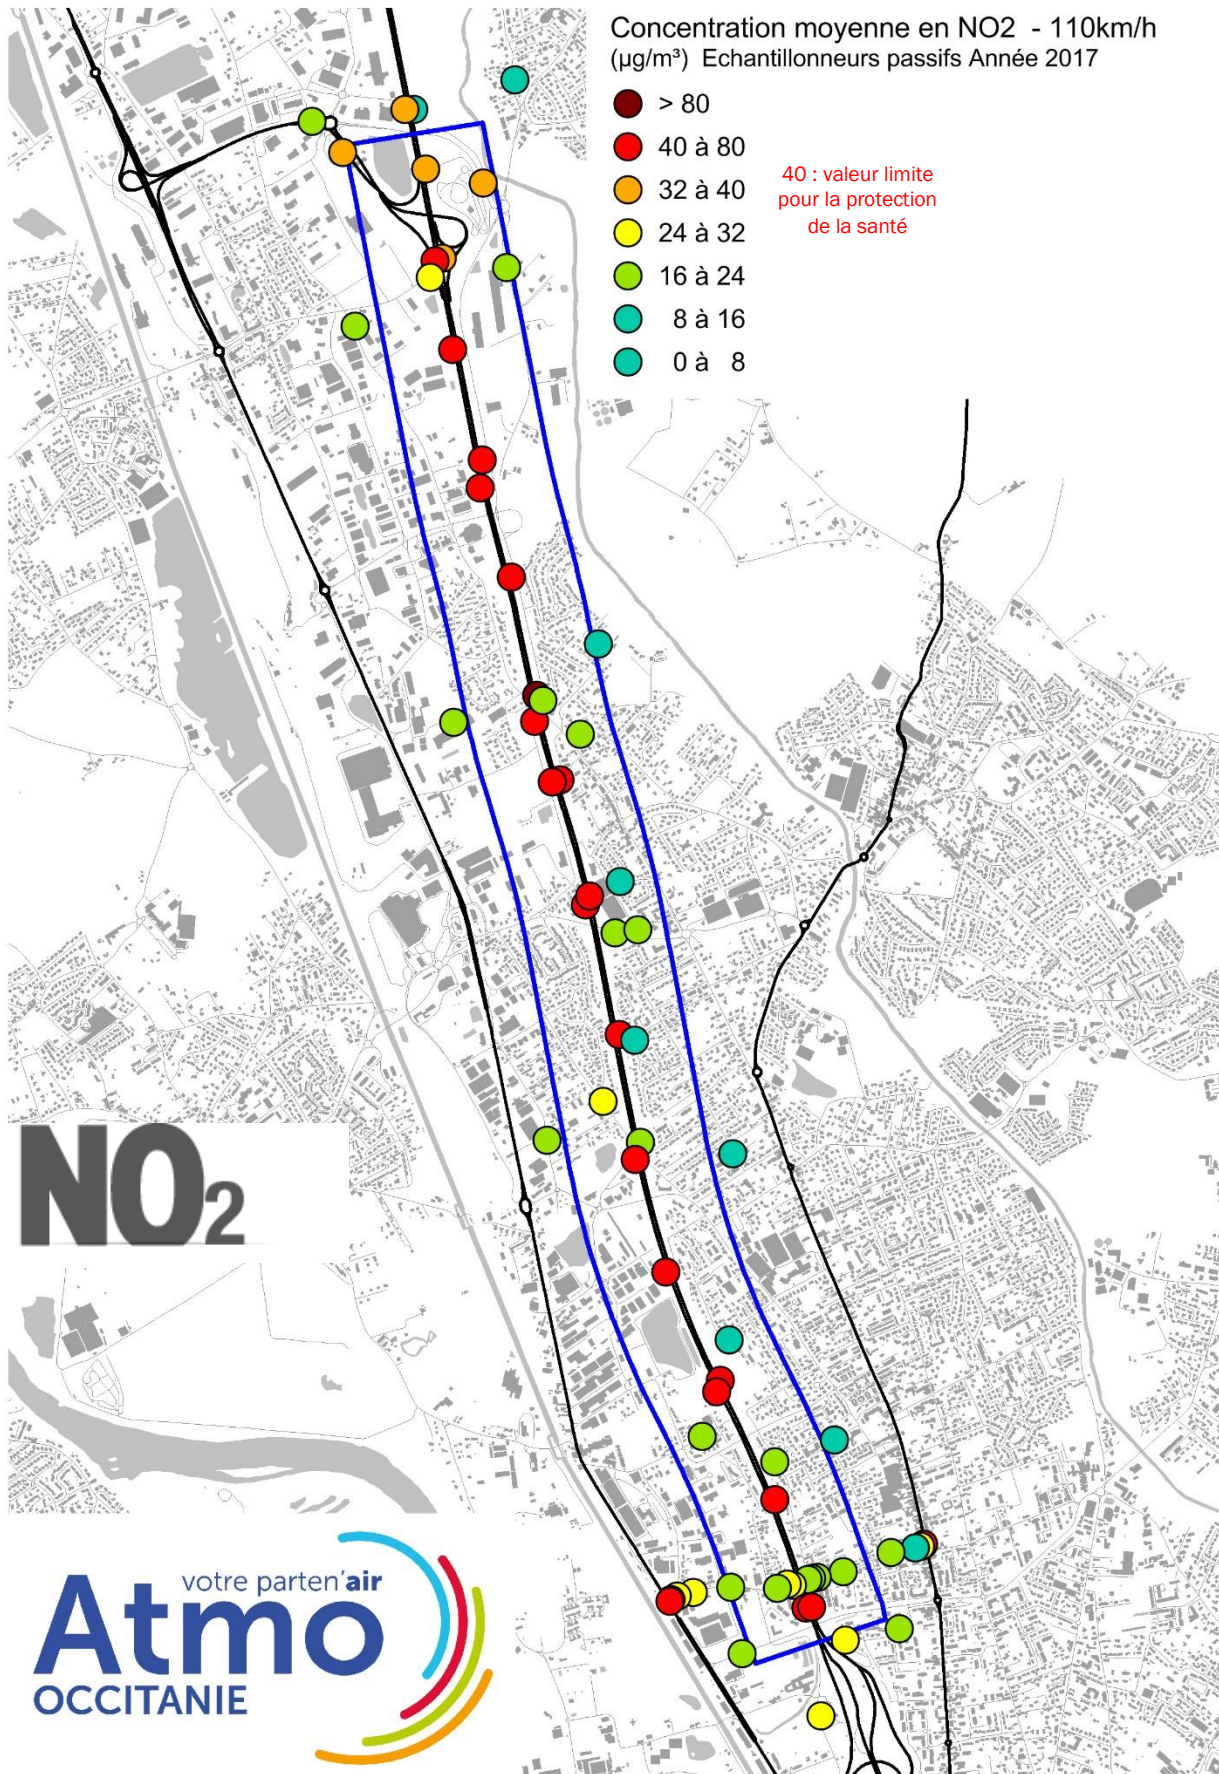 Concentration moyenne en NO2 - 110km/h
(µg/m³) Echantillonneurs passifs Année 2017
> 80
40 à 80
32 à 40
24 à 32
16 à 24
8 à 16
0 à 8
40 : valeur limite
pour la protection
de la santé
NO2
votre parten'air
Atmo
OCCITANIE